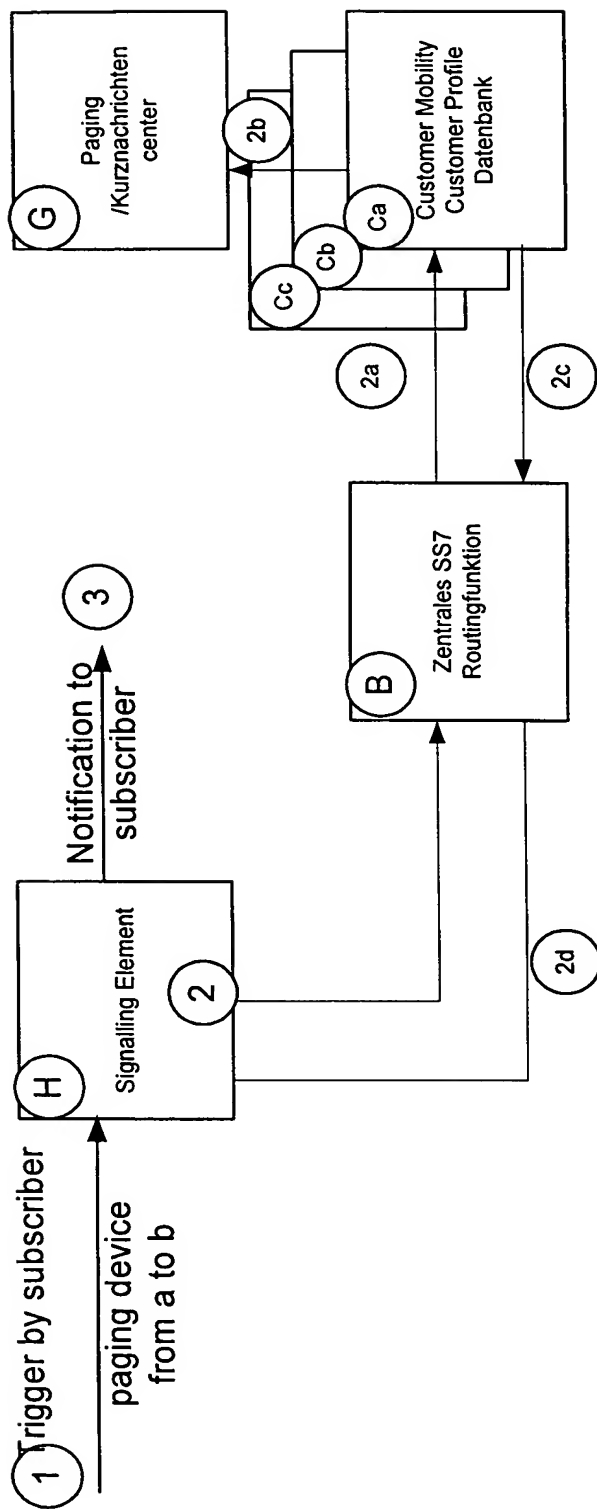 1
Trigger by subscriber
paging device
from a to b
H
Signalling Element
2
Notification to
subscriber
3
2d
B
Zentrales SS7
Routingfunktion
2a
2c
Cc
Cb
Ca
Customer Mobility
Customer Profile
Datenbank
2b
G
Paging
/Kurznachrichten
center